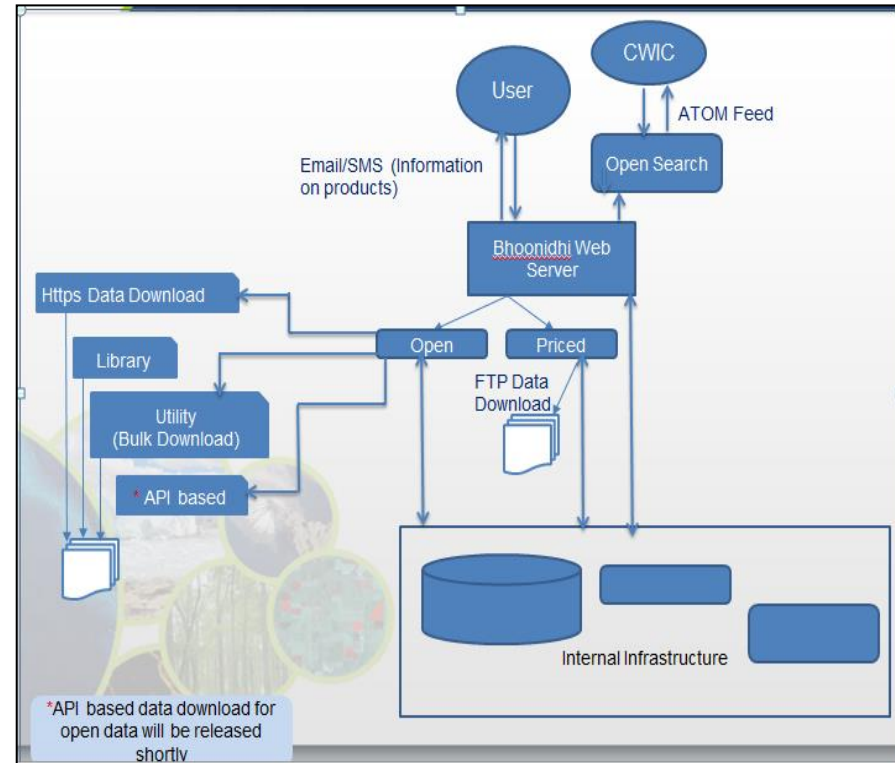 CWIC
User
ATOM Feed
Email/SMS (Information
on products)
Open Search
Bhoonidhi Web
Server
Https Data Download
Open
Priced
Library
FTP Data
Download
Utility
(Bulk Download)
* API based
Internal Infrastructure
*API based data download for
open data will be released
shortly